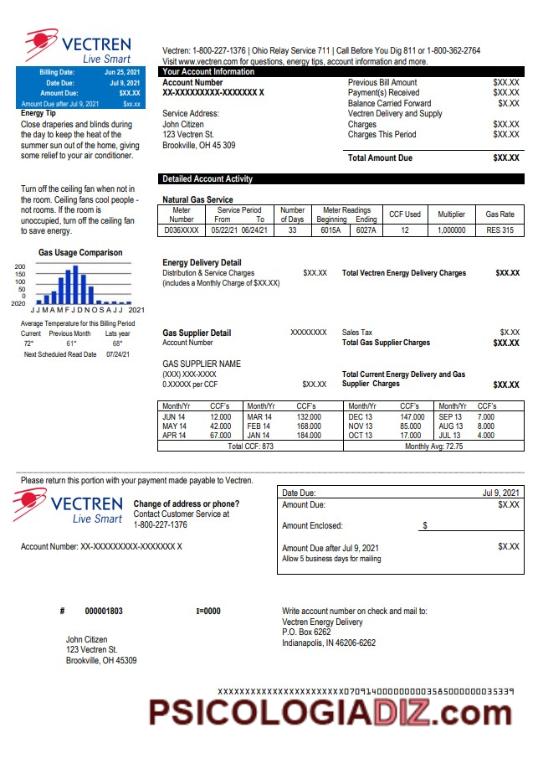 VECTREN
Live Smart
Vectren: 1-800-227-1376 | Ohio Relay Service 711 | Call Before You Dig 811 or 1-800-362-2764
Visit www.vectren.com for questions, energy tips, account information and more.
Billing Date: Jun 25, 2021
Date Due: Jul 9, 2021
Amount Due: $XX.XX
Amount Due after Jul 9, 2021 $xx.xx
Energy Tip
Close draperies and blinds during
the day to keep the heat of the
summer sun out of the home, giving
some relief to your air conditioner.
Turn off the ceiling fan when not in
the room. Ceiling fans cool people -
not rooms. If the room is
unoccupied, turn off the ceiling fan
to save energy.
Gas Usage Comparison
200
150
100
50
0
2020 J J M A M F J D N O S A J J 2021
Average Temperature for this Billing Period
Current Previous Month Lats year
72° 61° 68°
Next Scheduled Read Date 07/24/21
Your Account Information
Account Number
XX-XXXXXXXXX-XXXXXXX X
Service Address:
John Citizen
123 Vectren St.
Brookville, OH 45 309
Previous Bill Amount $XX.XX
Payment(s) Received $XX.XX
Balance Carried Forward $X.XX
Vectren Delivery and Supply
Charges $XX.XX
Charges This Period $XX.XX
Total Amount Due $XX.XX
Detailed Account Activity
Natural Gas Service
Meter Number Service Period From To Number of Days Meter Readings Beginning Ending CCF Used Multiplier Gas Rate
D036XXXX 05/22/21 06/24/21 33 6015A 6027A 12 1,000000 RES 315
Energy Delivery Detail
Distribution & Service Charges $XX.XX Total Vectren Energy Delivery Charges $XX.XX
(includes a Monthly Charge of $XX.XX)
Gas Supplier Detail XXXXXXXX Sales Tax $X.XX
Account Number Total Gas Supplier Charges $XX.XX
GAS SUPPLIER NAME
(XXX) XXX-XXXX Total Current Energy Delivery and Gas
0.XXXXX per CCF $XX.XX Supplier Charges $XX.XX
Month/Yr CCF's Month/Yr CCF's Month/Yr CCF's Month/Yr CCF's
JUN 14 12.000 MAR 14 132.000 DEC 13 147.000 SEP 13 7.000
MAY 14 42.000 FEB 14 168.000 NOV 13 85.000 AUG 13 8.000
APR 14 67.000 JAN 14 184.000 OCT 13 17.000 JUL 13 4.000
Total CCF: 873 Monthly Avg: 72.75
Please return this portion with your payment made payable to Vectren.
VECTREN
Live Smart
Change of address or phone?
Contact Customer Service at
1-800-227-1376
Account Number: XX-XXXXXXXXX-XXXXXXX X
Date Due: Jul 9, 2021
Amount Due: $X.XX
Amount Enclosed: $
Amount Due after Jul 9, 2021 $X.XX
Allow 5 business days for mailing
# 000001803 I=0000
John Citizen
123 Vectren St.
Brookville, OH 45309
Write account number on check and mail to:
Vectren Energy Delivery
P.O. Box 6262
Indianapolis, IN 46206-6262
PSICOLOGIADIZ.com